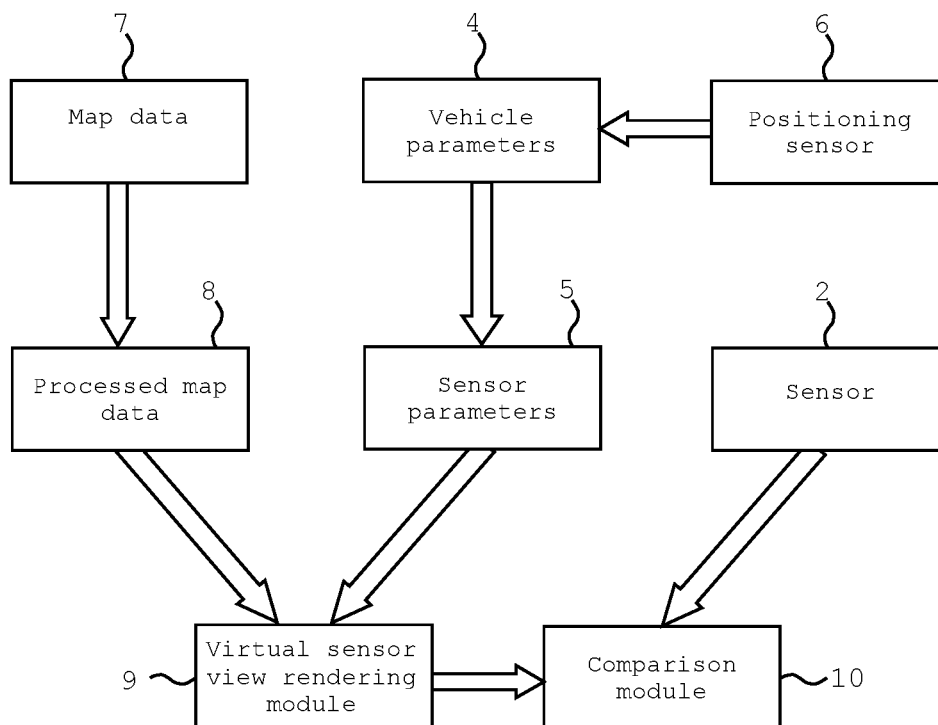 7
4
6
Map data
Vehicle
parameters
Positioning
sensor
8
5
2
Processed map
data
Sensor
parameters
Sensor
9
Virtual sensor
view rendering
module
Comparison
module
10